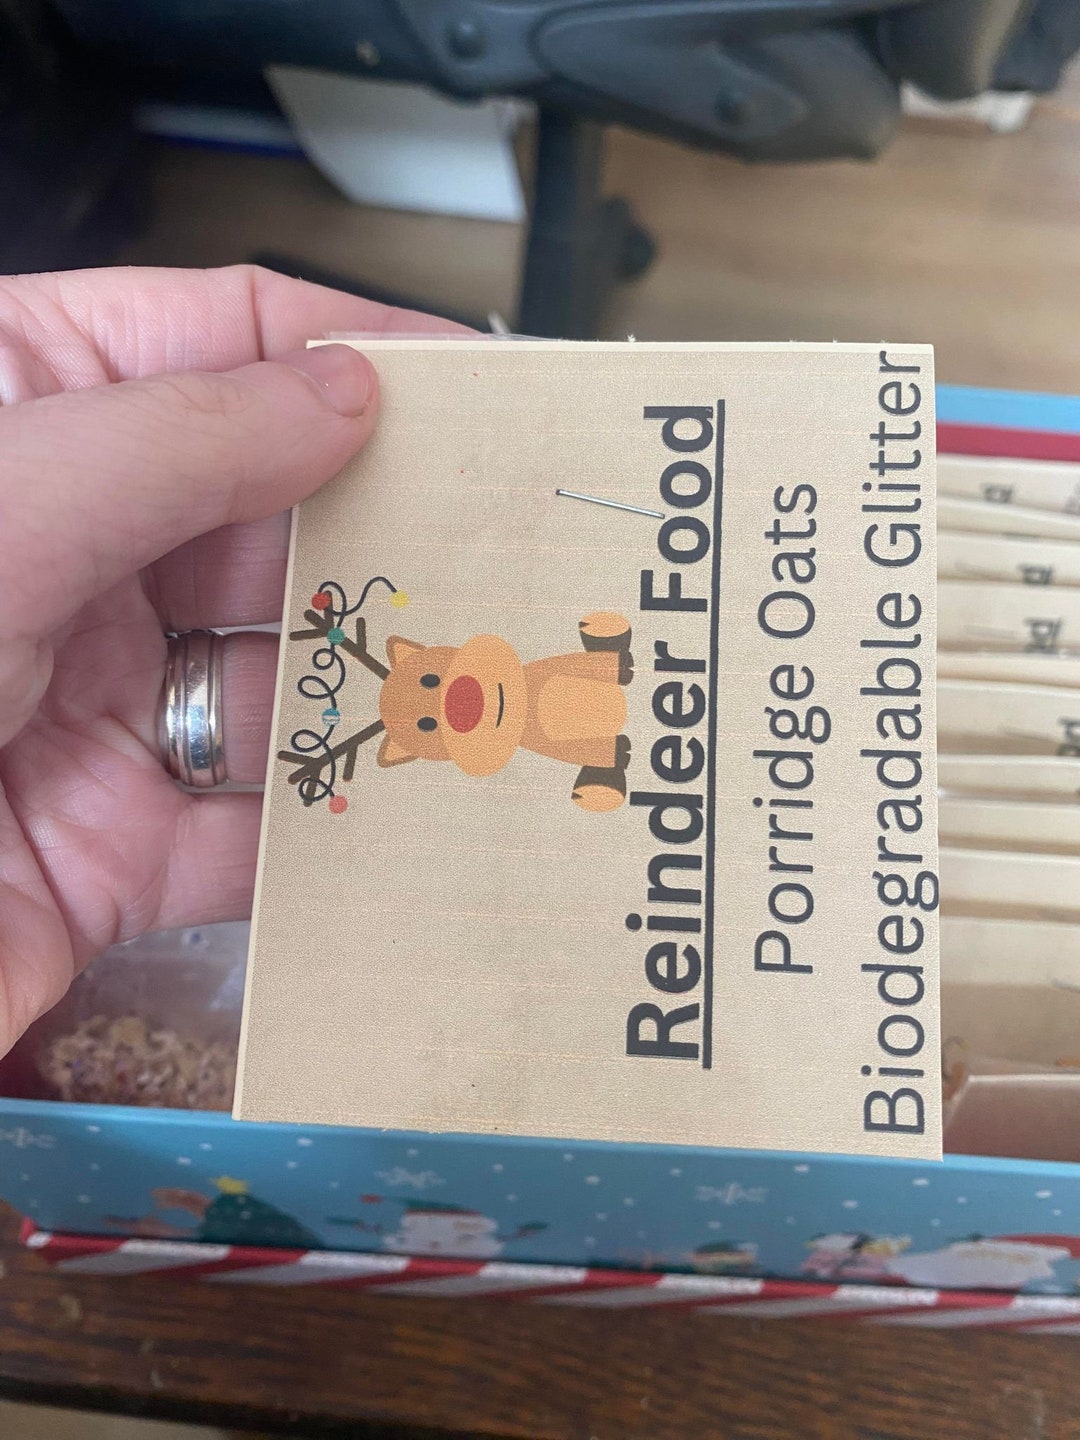 Reindeer Food
Porridge Oats
Biodegradable Glitter